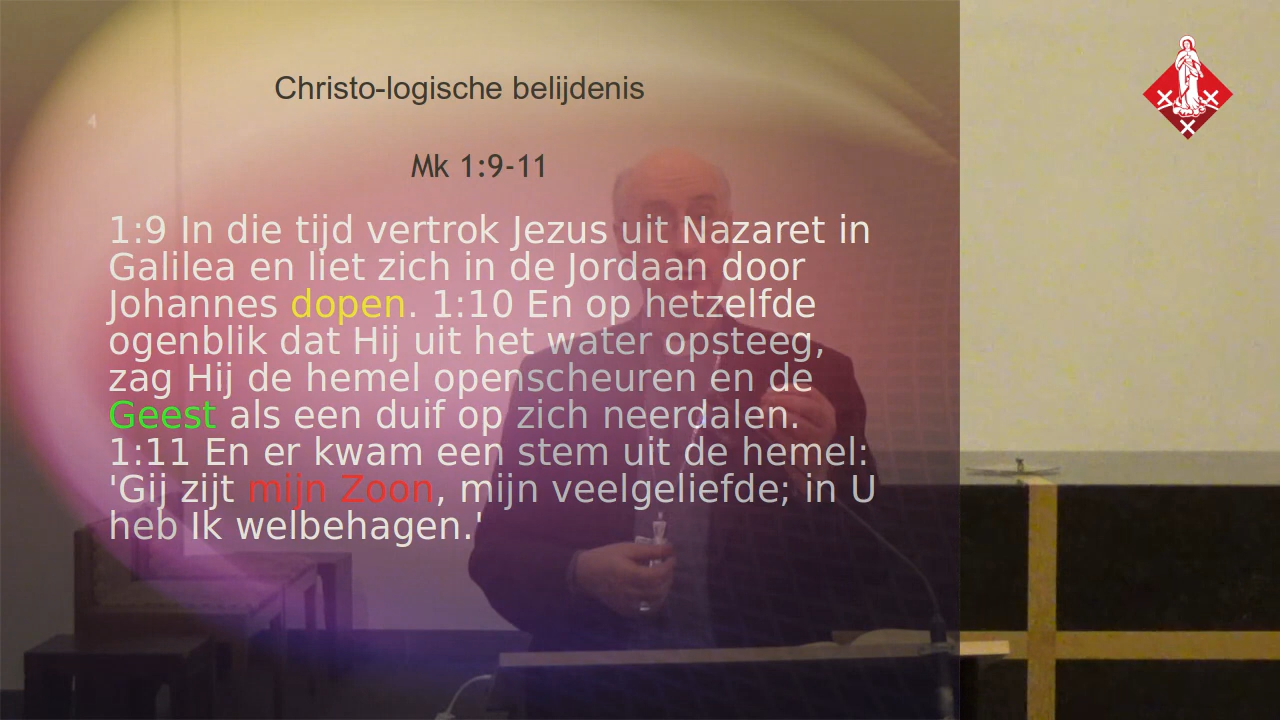 Christo-logische belijdenis
4
Mk 1:9-11
1:9 In die tijd vertrok Jezus uit Nazaret in
Galilea en liet zich in de Jordaan door
Johannes dopen. 1:10 En op hetzelfde
ogenblik dat Hij uit het water opsteeg,
zag Hij de hemel openscheuren en de
Geest als een duif op zich neerdalen.
1:11 En er kwam een stem uit de hemel:
'Gij zijt mijn Zoon, mijn veelgeliefde; in U
heb Ik welbehagen.'